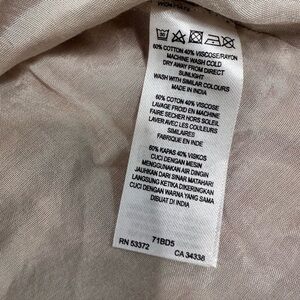 60% COTTON 40% VISCOSE/RAYON
MACHINE WASH COLD
DRY AWAY FROM DIRECT
SUNLIGHT
WASH WITH SIMILAR COLOURS
MADE IN INDIA
60% COTON 40% VISCOSE
LAVAGE FROID EN MACHINE
FAIRE SECHER HORS SOLEIL
LAVER AVEC LES COULEURS
SIMILAIRES
FABRIQUE EN INDE
60% KAPAS 40% VISKOS
CUCI DENGAN MESIN
MENGGUNAKAN AIR DINGIN
JAUHKAN DARI SINAR MATAHARI
LANGSUNG KETIKA DIKERINGKAN
CUCI DENGAN WARNA YANG SAMA
DIBUAT DI INDIA
71BD5
RN 53372 CA 34336